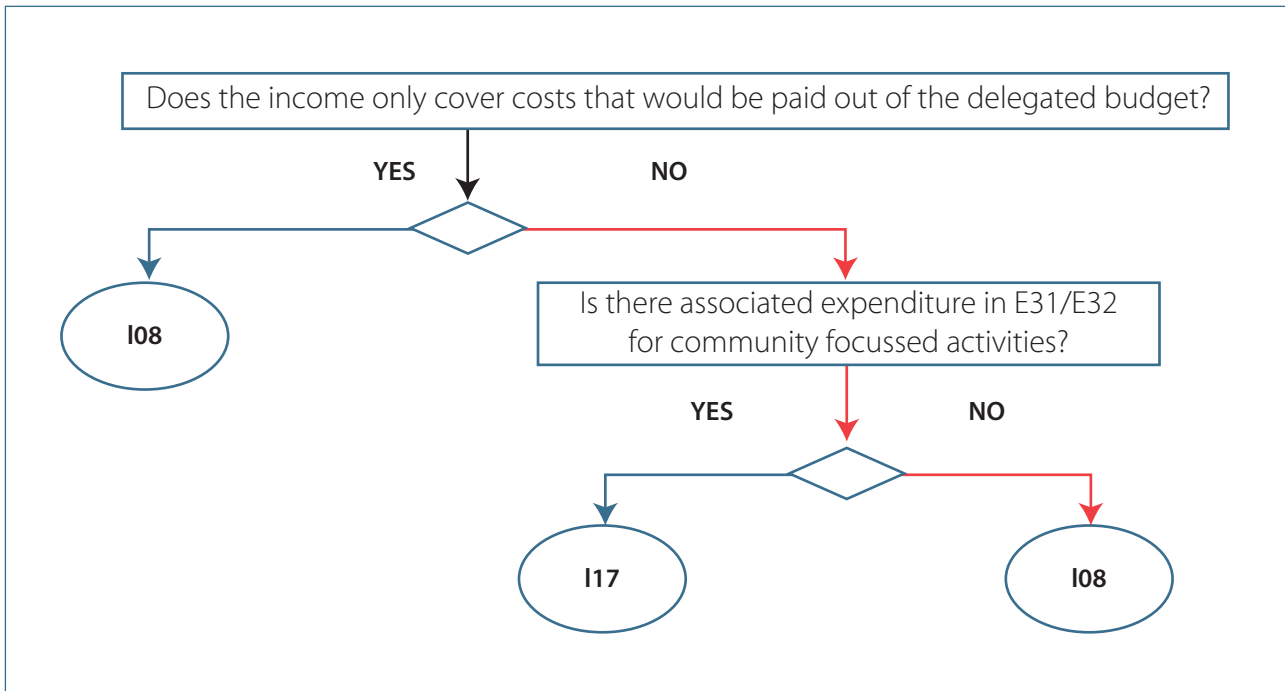 Does the income only cover costs that would be paid out of the delegated budget?
YES
NO
I08
Is there associated expenditure in E31/E32
for community focussed activities?
YES
NO
I17
I08